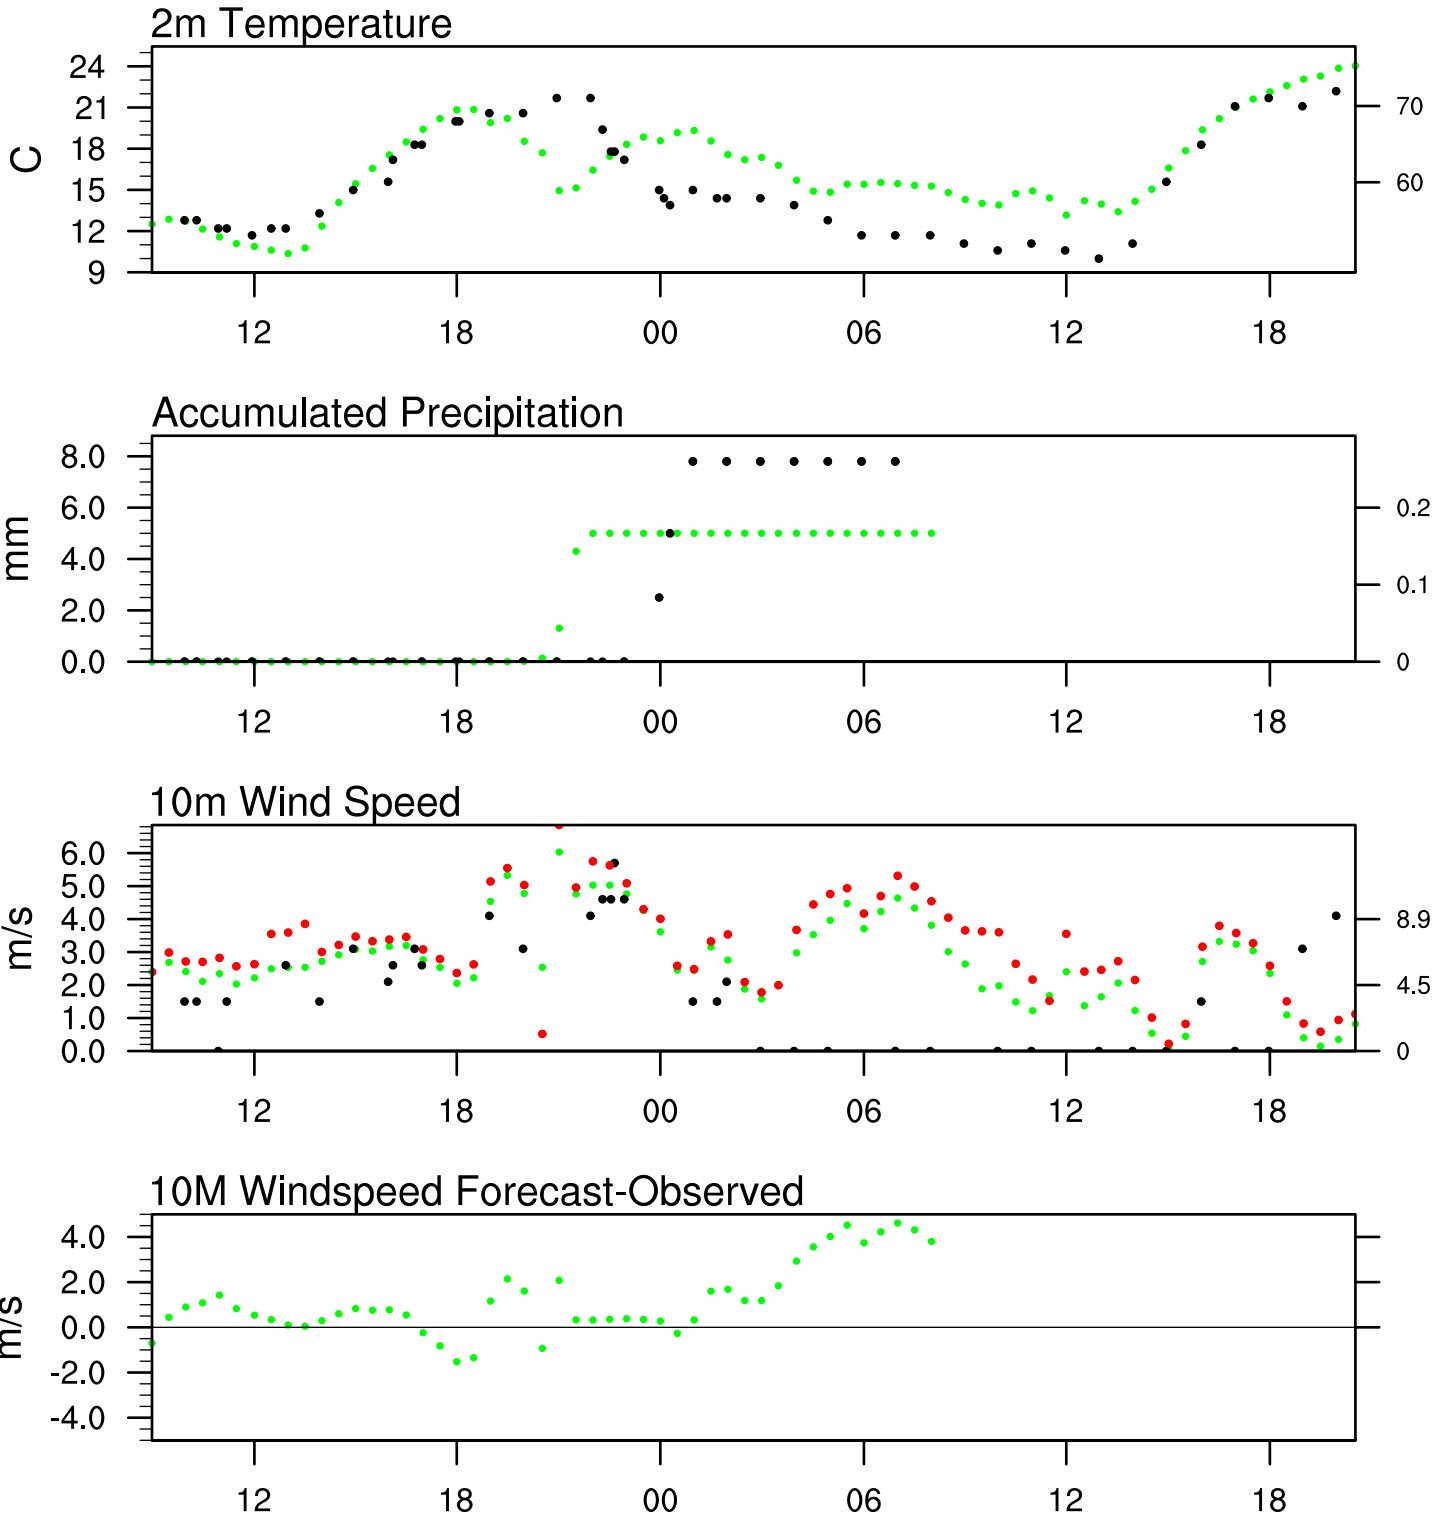 2m Temperature
24
21
18
15
12
9
C
70
60
12 18 00 06 12 18
Accumulated Precipitation
8.0
6.0
4.0
2.0
0.0
mm
0.2
0.1
0
12 18 00 06 12 18
10m Wind Speed
6.0
5.0
4.0
3.0
2.0
1.0
0.0
m/s
8.9
4.5
0
12 18 00 06 12 18
10M Windspeed Forecast-Observed
4.0
2.0
0.0
-2.0
-4.0
m/s
12 18 00 06 12 18